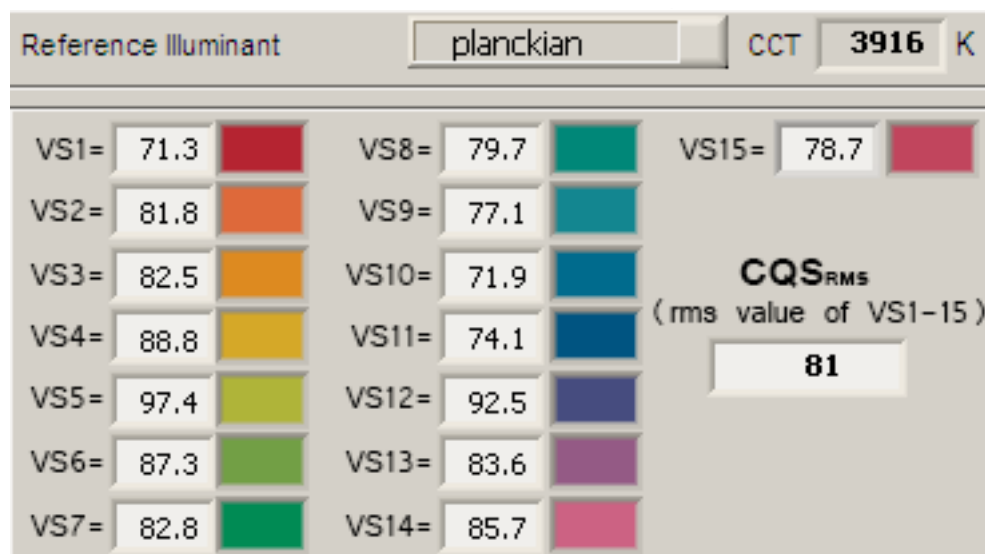 Reference Illuminant planckian CCT 3916 K
VS1= 71.3 VS8= 79.7 VS15= 78.7
VS2= 81.8 VS9= 77.1
VS3= 82.5 VS10= 71.9 CQSRMS
VS4= 88.8 VS11= 74.1 (rms value of VS1-15)
VS5= 97.4 VS12= 92.5 81
VS6= 87.3 VS13= 83.6
VS7= 82.8 VS14= 85.7